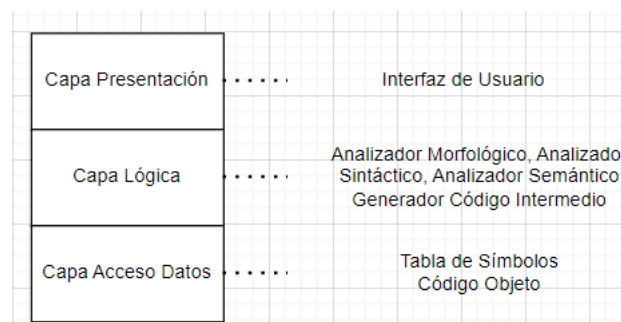 Capa Presentación
Interfaz de Usuario
Capa Lógica
Analizador Morfológico, Analizado
Sintáctico, Analizador Semántico
Generador Código Intermedio
Capa Acceso Datos
Tabla de Símbolos
Código Objeto